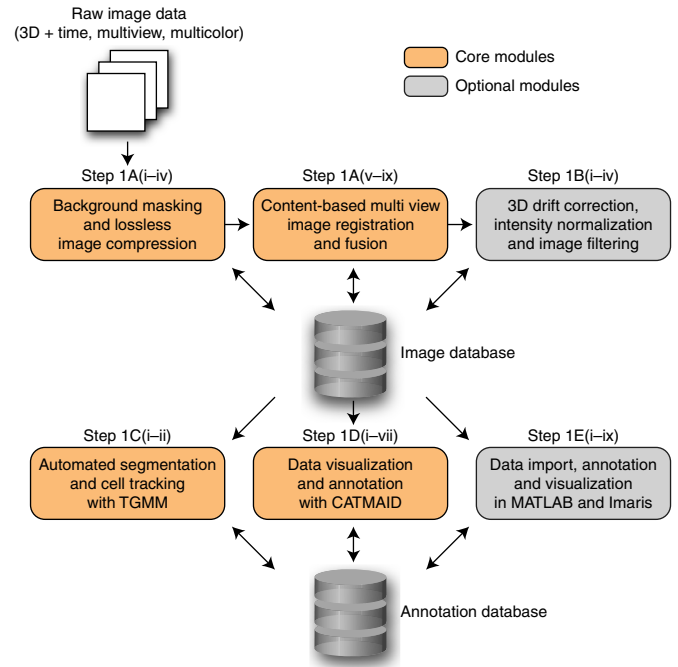 Raw image data
(3D + time, multiview, multicolor)
Core modules
Optional modules
Step 1A(i–iv)
Background masking
and lossless
image compression
Step 1A(v–ix)
Content-based multi view
image registration
and fusion
Step 1B(i–iv)
3D drift correction,
intensity normalization
and image filtering
Image database
Step 1C(i–ii)
Automated segmentation
and cell tracking
with TGMM
Step 1D(i–vii)
Data visualization
and annotation
with CATMAID
Step 1E(i–ix)
Data import, annotation
and visualization
in MATLAB and Imaris
Annotation database